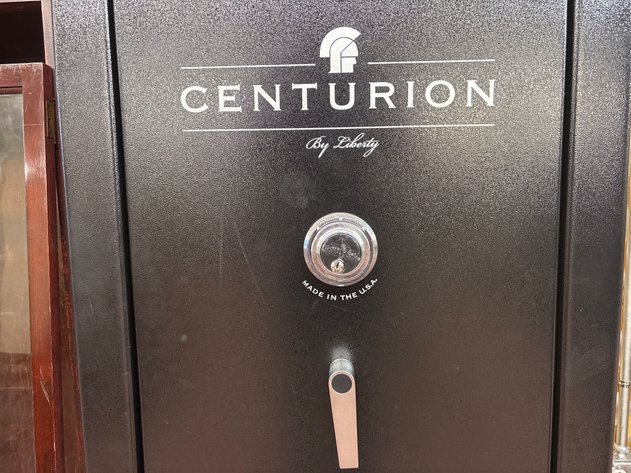 CENTURION
By Liberty
MADE IN THE U.S.A.